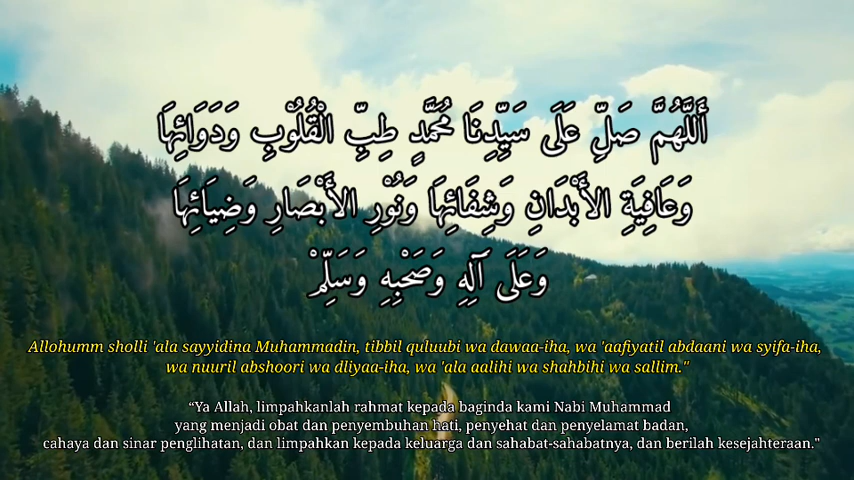 أَللَّهُمَّ صَلِّ عَلَى سَيِّدِنَا مُحَمَّدٍ طِبِّ الْقُلُوْبِ وَدَوَائِهَا
وَعَافِيَةِ الأَبْدَانِ وَشِفَائِهَا وَنُوْرِ الأَبْصَارِ وَضِيَائِهَا
وَعَلَى آلِهِ وَصَحْبِهِ وَسَلِّمْ
Allohumm sholli 'ala sayyidina Muhammadin, tibbil quluubi wa dawaa-iha, wa 'aafiyatil abdaani wa syifa-iha,
wa nuuril abshoori wa dliyaa-iha, wa 'ala aalihi wa shahbihi wa sallim."
“Ya Allah, limpahkanlah rahmat kepada baginda kami Nabi Muhammad
yang menjadi obat dan penyembuhan hati, penyehat dan penyelamat badan,
cahaya dan sinar penglihatan, dan limpahkan kepada keluarga dan sahabat-sahabatnya, dan berilah kesejahteraan."